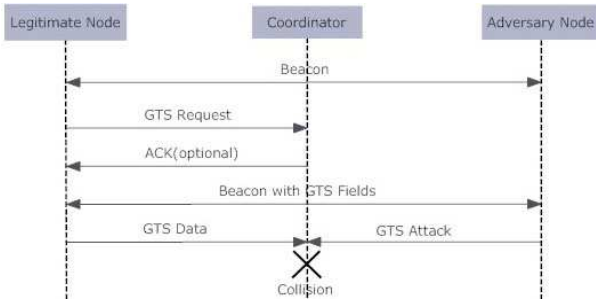 Legitimate Node
Coordinator
Adversary Node
Beacon
GTS Request
ACK(optional)
Beacon with GTS Fields
GTS Data
GTS Attack
Collision